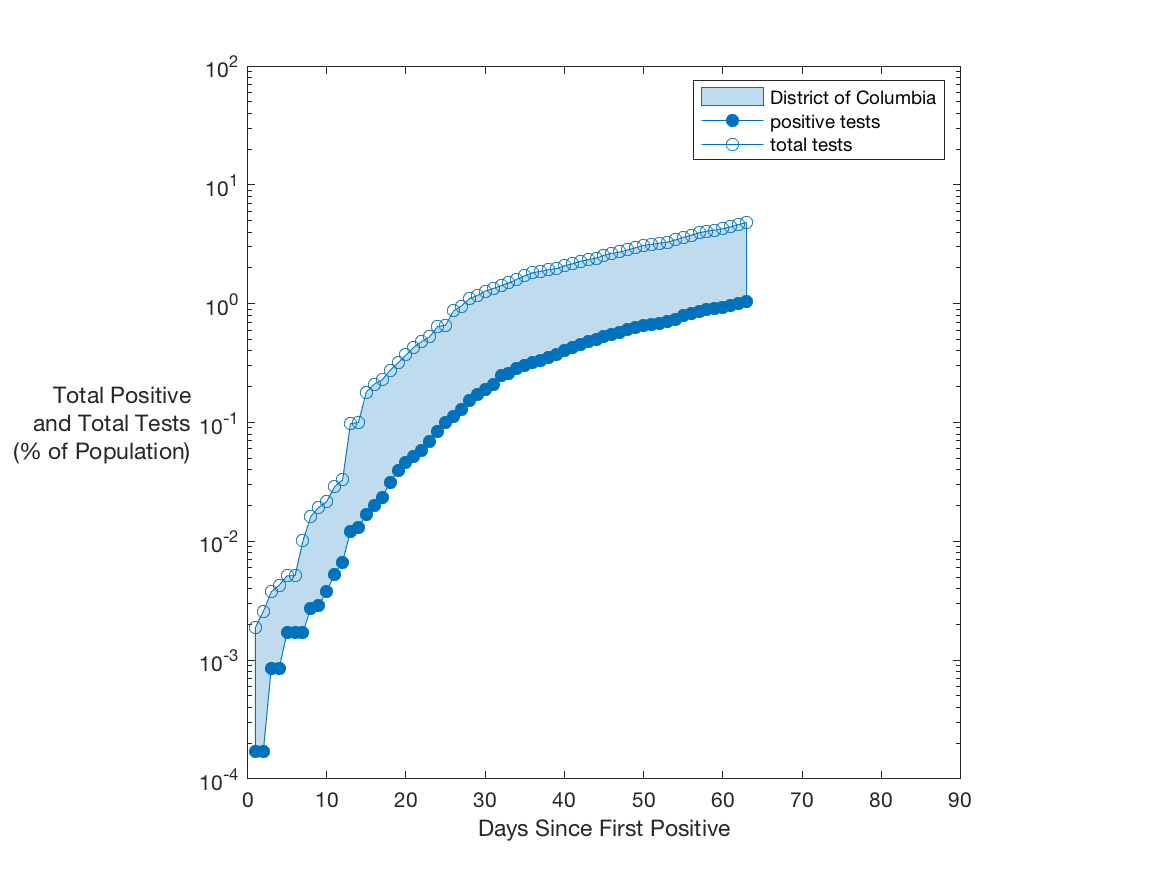 10^2
10^1
10^0
10^-1
10^-2
10^-3
10^-4
Total Positive
and Total Tests
(% of Population)
District of Columbia
positive tests
total tests
0 10 20 30 40 50 60 70 80 90
Days Since First Positive